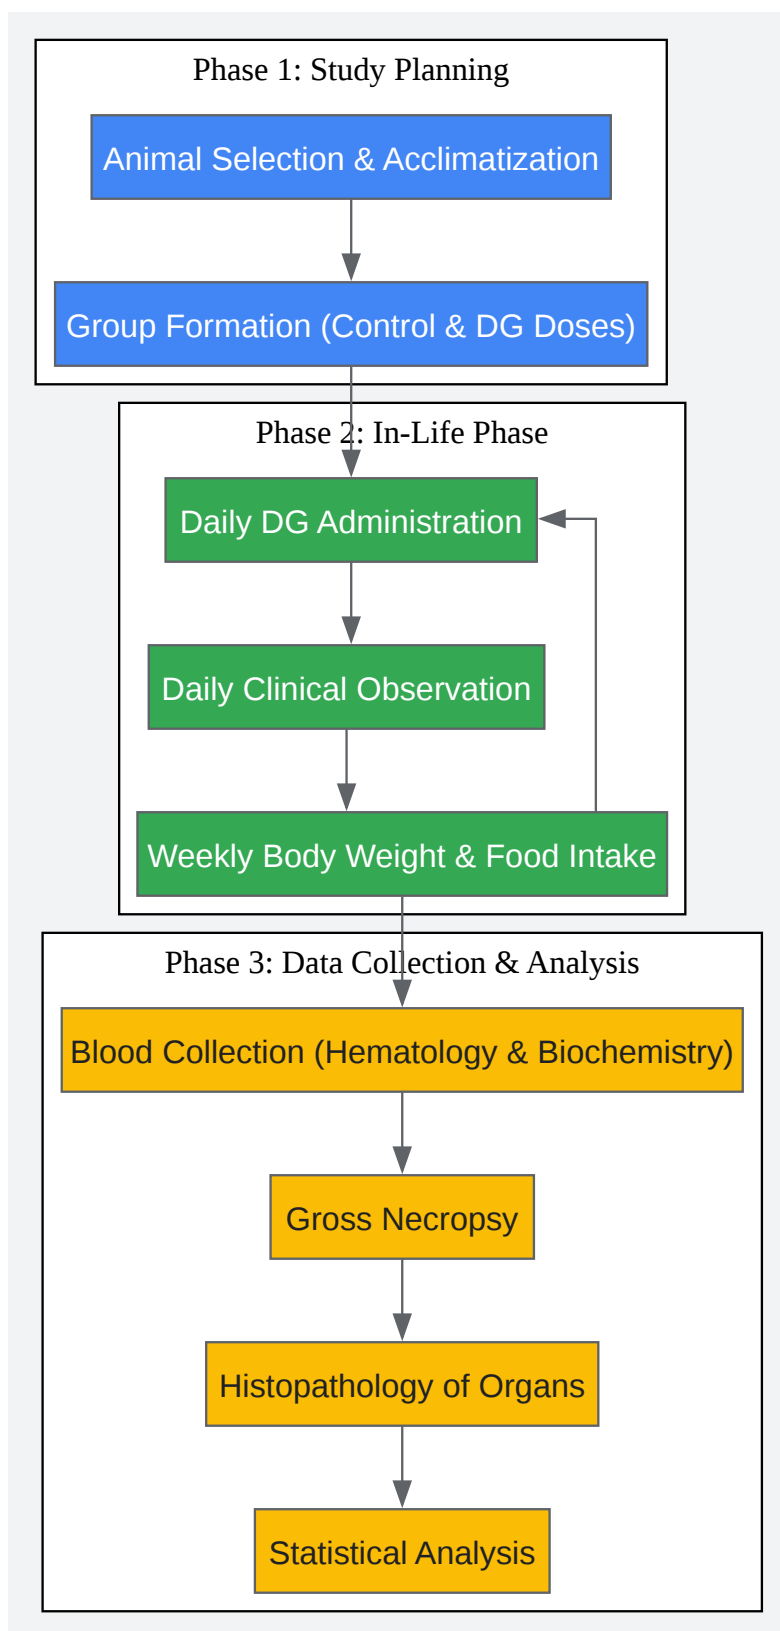 Phase 1: Study Planning
Animal Selection & Acclimatization
Group Formation (Control & DG Doses)
Phase 2: In-Life Phase
Daily DG Administration
Daily Clinical Observation
Weekly Body Weight & Food Intake
Phase 3: Data Collection & Analysis
Blood Collection (Hematology & Biochemistry)
Gross Necropsy
Histopathology of Organs
Statistical Analysis